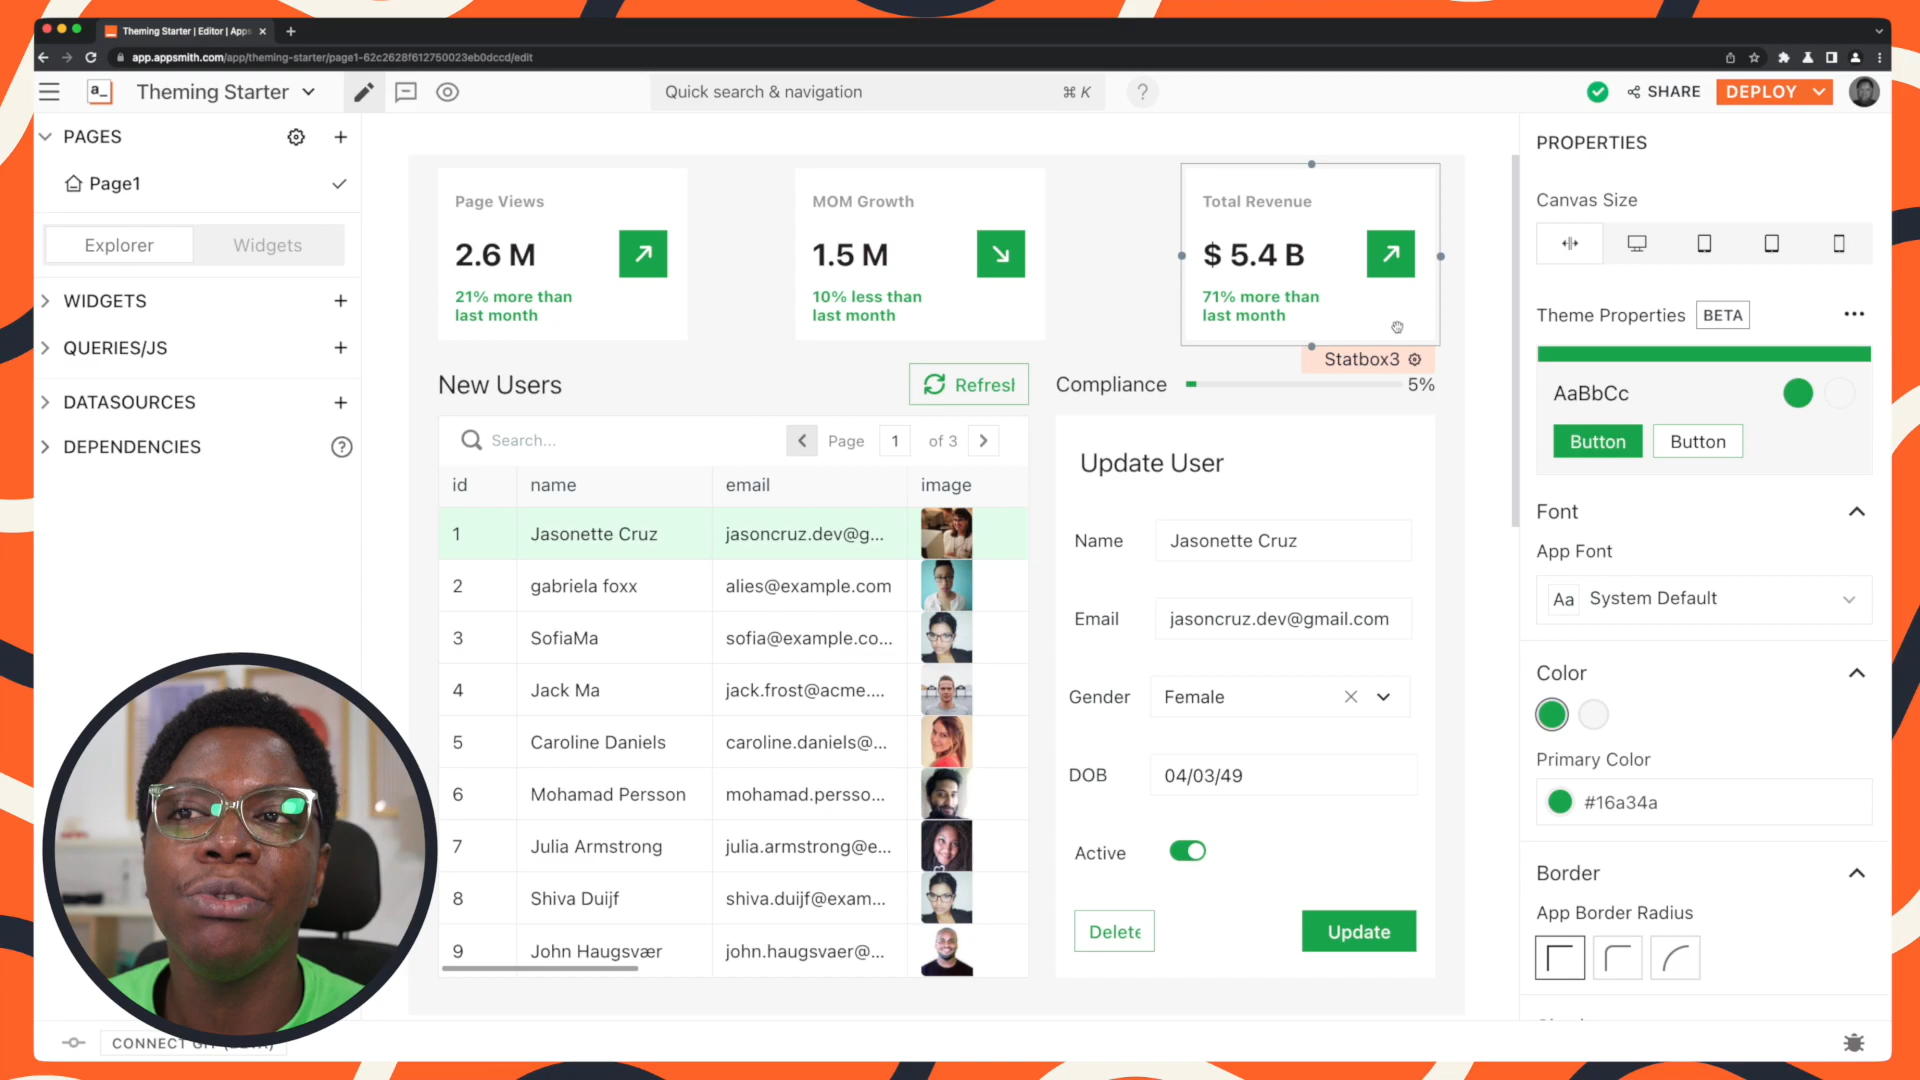 Theming Starter | Editor | Apps
app.appsmith.com/app/theming-starter/page1-62c2628f612750023eb0dccd/edit
a_
Theming Starter
Quick search & navigation
⌘ K
?
SHARE
DEPLOY
PAGES
Page1
Explorer
Widgets
WIDGETS
QUERIES/JS
DATASOURCES
DEPENDENCIES
?
CONNECT GIT (BETA)
Page Views
2.6 M
21% more than
last month
MOM Growth
1.5 M
10% less than
last month
Total Revenue
$ 5.4 B
71% more than
last month
Statbox3
New Users
Refresh
Compliance
5%
Search...
Page
1
of 3
id name email image
1 Jasonette Cruz jasoncruz.dev@g...
2 gabriela foxx alies@example.com
3 SofiaMa sofia@example.co...
4 Jack Ma jack.frost@acme....
5 Caroline Daniels caroline.daniels@...
6 Mohamad Persson mohamad.persso...
7 Julia Armstrong julia.armstrong@e...
8 Shiva Duijf shiva.duijf@exam...
9 John Haugsvær john.haugsvaer@...
Update User
Name Jasonette Cruz
Email jasoncruz.dev@gmail.com
Gender Female
DOB 04/03/49
Active
Delete
Update
PROPERTIES
Canvas Size
Theme Properties BETA
AaBbCc
Button
Button
Font
App Font
Aa System Default
Color
Primary Color
#16a34a
Border
App Border Radius